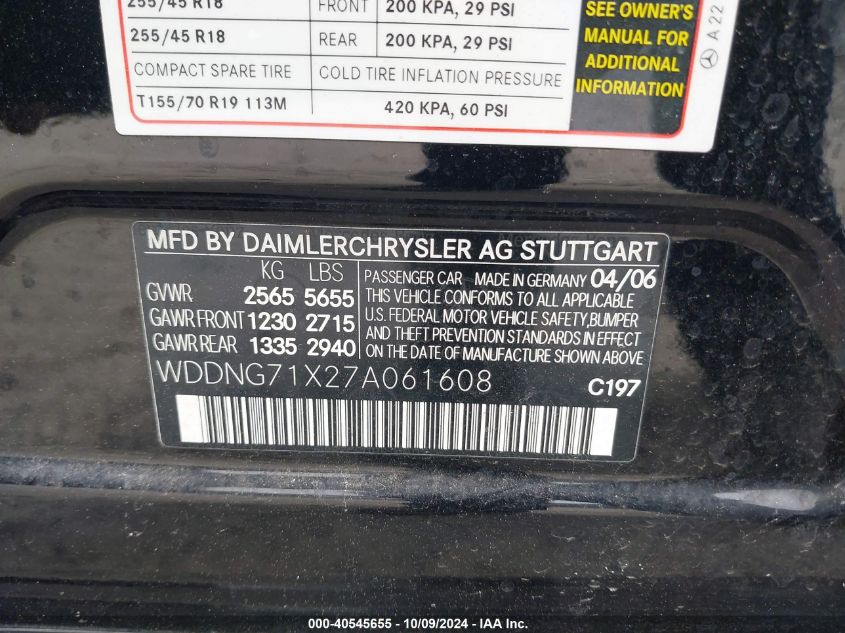 255/45 R18 FRONT 200 KPA, 29 PSI
255/45 R18 REAR 200 KPA, 29 PSI
COMPACT SPARE TIRE COLD TIRE INFLATION PRESSURE
T155/70 R19 113M 420 KPA, 60 PSI
SEE OWNER'S
MANUAL FOR
ADDITIONAL
INFORMATION
A 22
MFD BY DAIMLERCHRYSLER AG STUTTGART
KG LBS
GVWR 2565 5655
GAWR FRONT 1230 2715
GAWR REAR 1335 2940
PASSENGER CAR MADE IN GERMANY 04/06
THIS VEHICLE CONFORMS TO ALL APPLICABLE
U.S. FEDERAL MOTOR VEHICLE SAFETY, BUMPER
AND THEFT PREVENTION STANDARDS IN EFFECT
ON THE DATE OF MANUFACTURE SHOWN ABOVE
WDDNG71X27A061608
C197
000-40545655 - 10/09/2024 - IAA Inc.